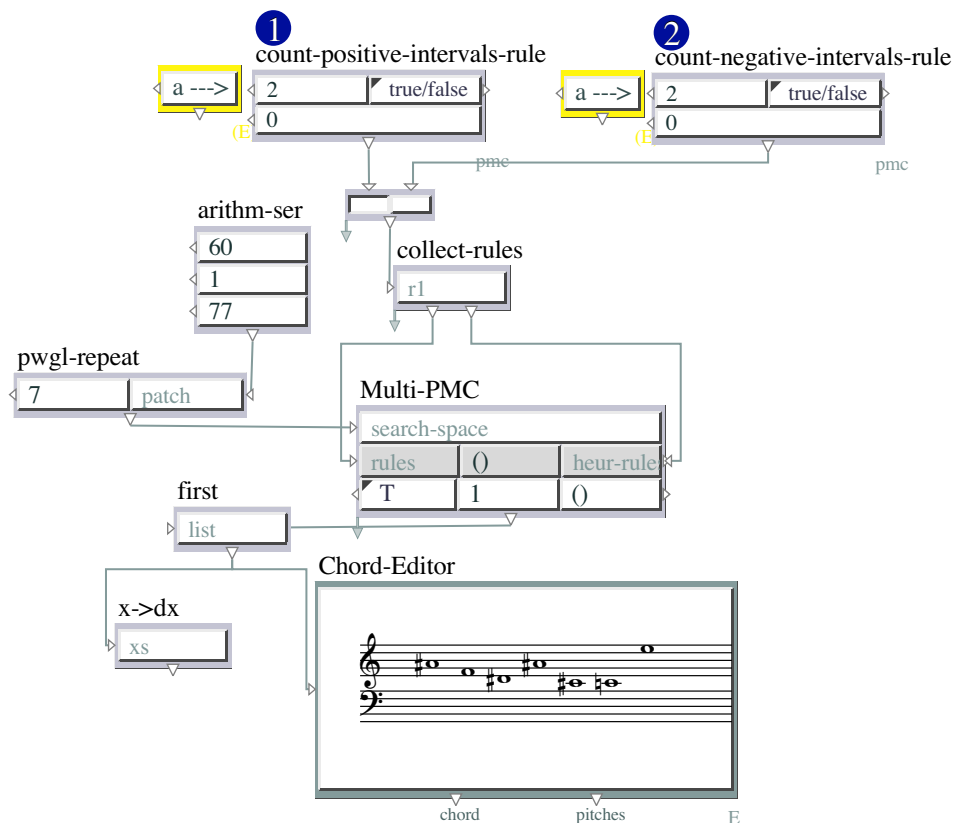 1
2
count-positive-intervals-rule
count-negative-intervals-rule
a --->
2
true/false
a --->
2
true/false
0
0
(E
(E
pmc
pmc
arithm-ser
60
1
77
collect-rules
r1
pwgl-repeat
7
patch
Multi-PMC
search-space
rules
()
heur-rule
T
1
()
first
list
Chord-Editor
x->dx
xs
chord
pitches
E